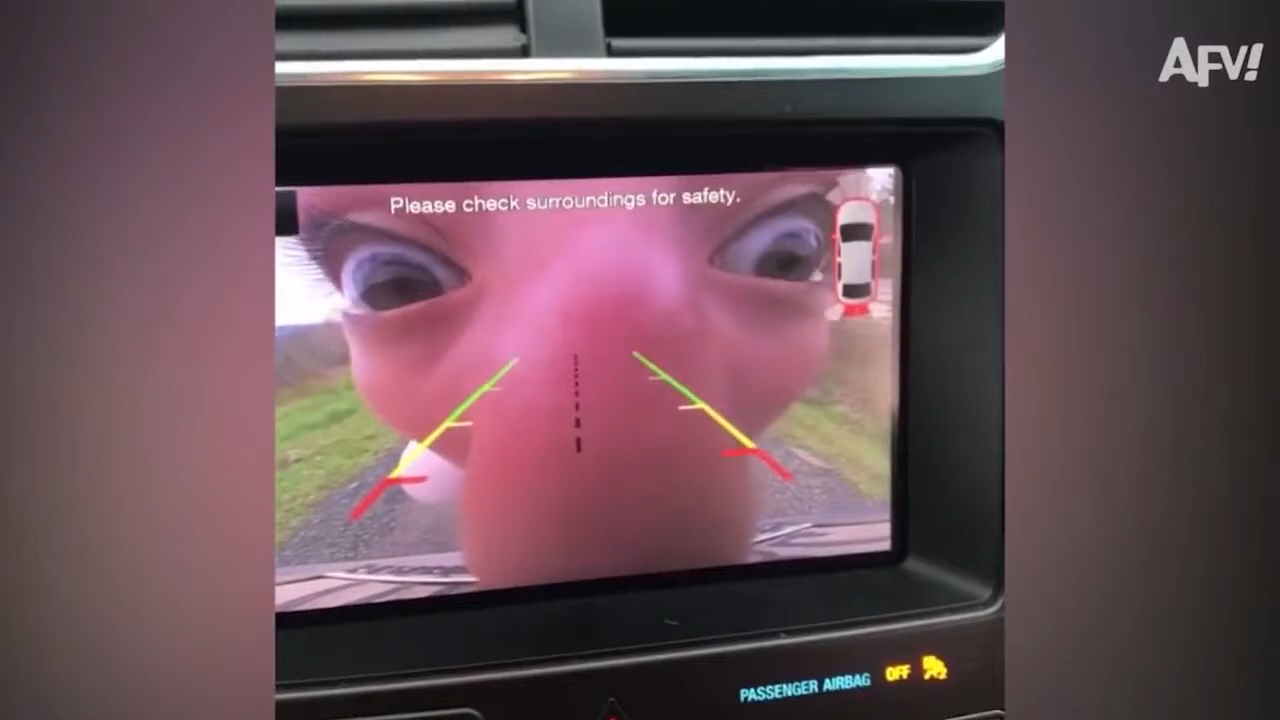 AFV!
Please check surroundings for safety.
PASSENGER AIRBAG OFF